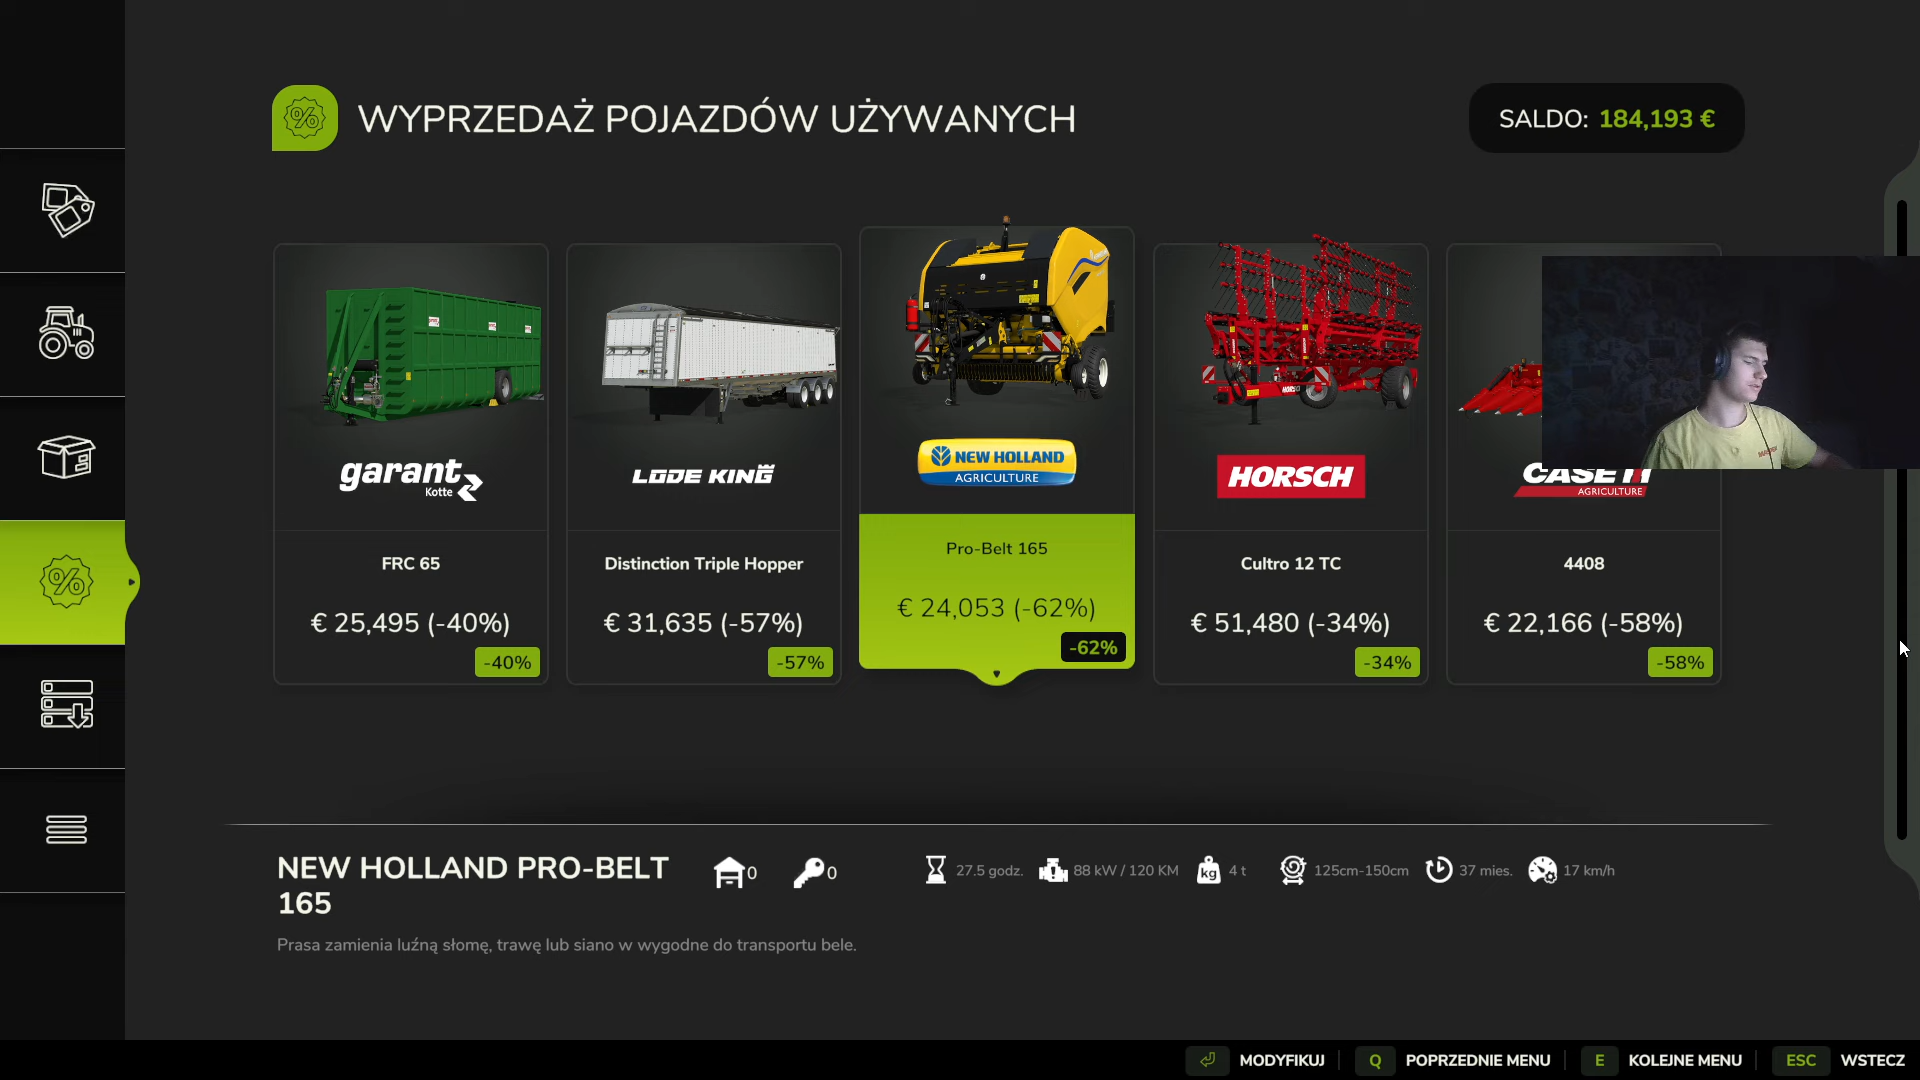 WYPRZEDAŻ POJAZDÓW UŻYWANYCH
SALDO: 184,193 €
garant
Kotte
FRC 65
€ 25,495 (-40%)
-40%
LODE KING
Distinction Triple Hopper
€ 31,635 (-57%)
-57%
NEW HOLLAND
AGRICULTURE
Pro-Belt 165
€ 24,053 (-62%)
-62%
HORSCH
Cultro 12 TC
€ 51,480 (-34%)
-34%
CASE IH
AGRICULTURE
4408
€ 22,166 (-58%)
-58%
NEW HOLLAND PRO-BELT
165
0
0
27.5 godz.
88 kW / 120 KM
kg
4 t
125cm-150cm
37 mies.
17 km/h
Prasa zamienia luźną słomę, trawę lub siano w wygodne do transportu bele.
MODYFIKUJ
Q POPRZEDNIE MENU
E KOLEJNE MENU
ESC WSTECZ